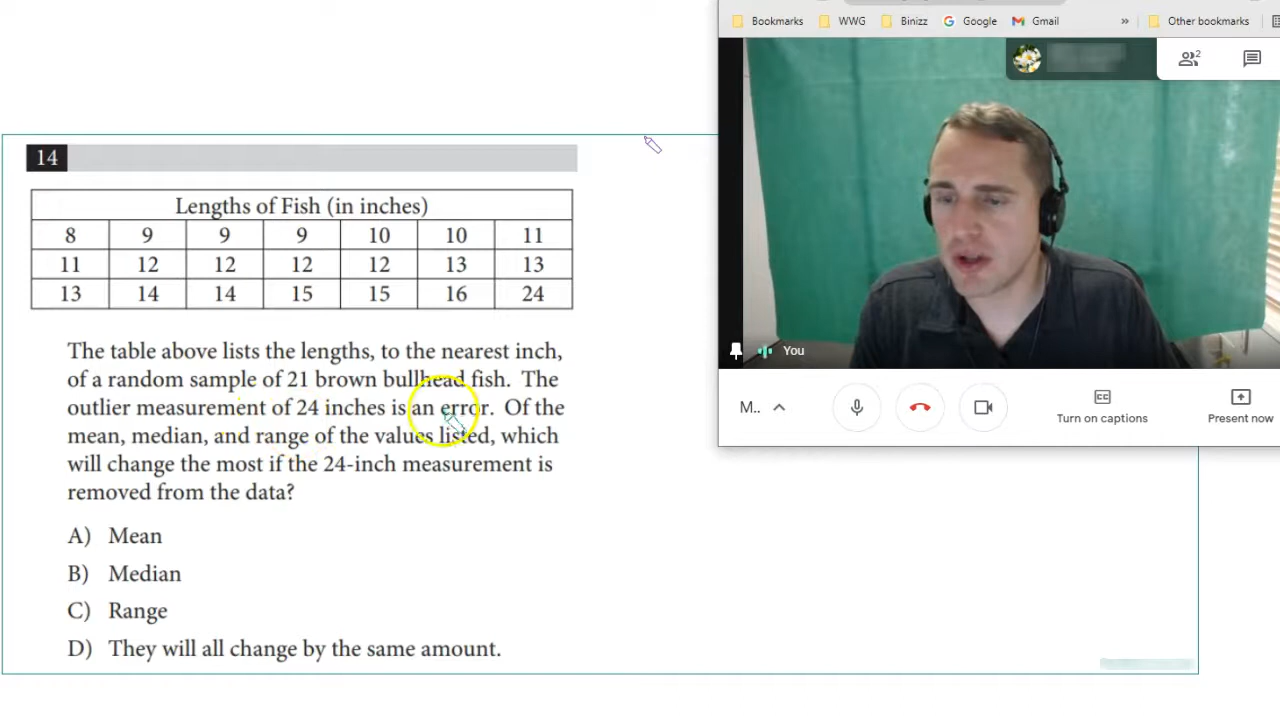 Bookmarks WWG Binizz Google Gmail » Other bookmarks
2
14
Lengths of Fish (in inches)
8 9 9 9 10 10 11
11 12 12 12 12 13 13
13 14 14 15 15 16 24
The table above lists the lengths, to the nearest inch,
of a random sample of 21 brown bullhead fish. The
outlier measurement of 24 inches is an error. Of the
mean, median, and range of the values listed, which
will change the most if the 24-inch measurement is
removed from the data?
A) Mean
B) Median
C) Range
D) They will all change by the same amount.
You
M..
Turn on captions
Present now